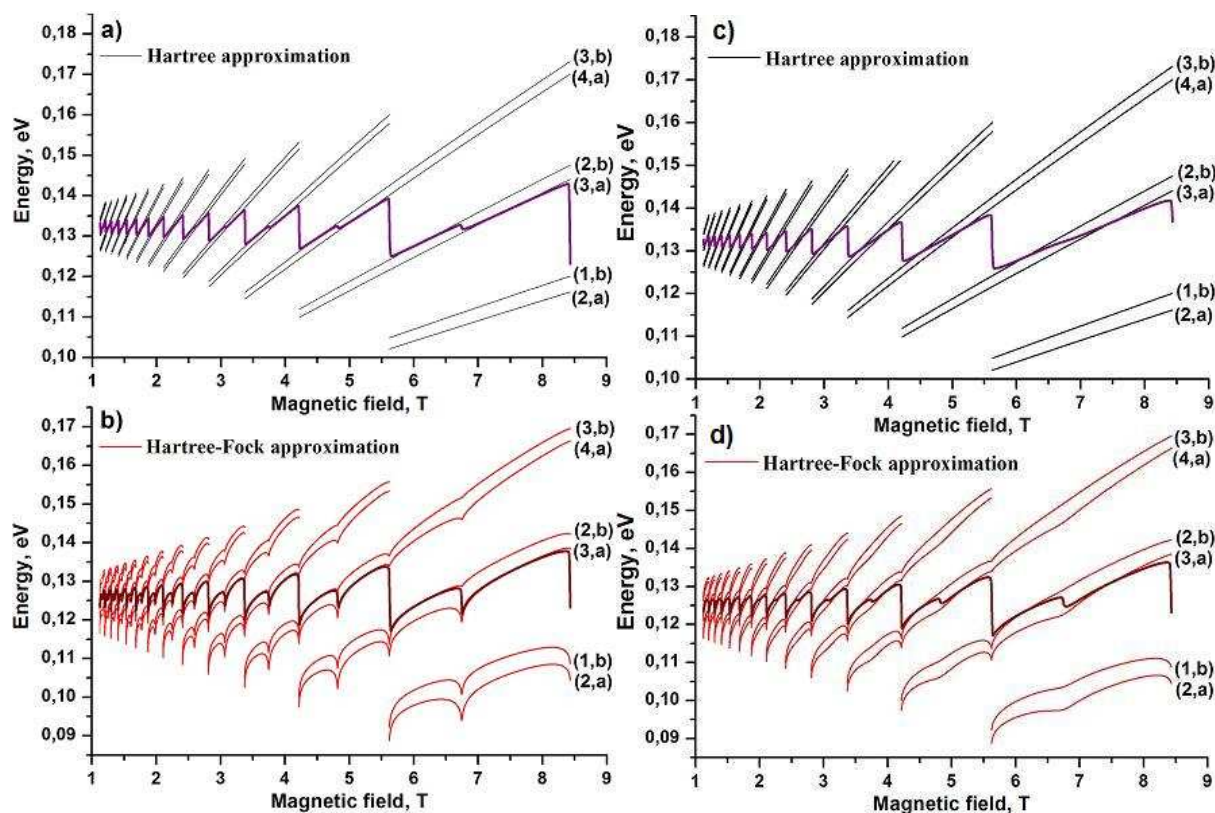 a)
Hartree approximation
Energy, eV
0,18
0,17
0,16
0,15
0,14
0,13
0,12
0,11
0,10
(3,b)
(4,a)
(2,b)
(3,a)
(1,b)
(2,a)
1 2 3 4 5 6 7 8 9
Magnetic field, T
c)
Hartree approximation
Energy, eV
0,18
0,17
0,16
0,15
0,14
0,13
0,12
0,11
0,10
(3,b)
(4,a)
(2,b)
(3,a)
(1,b)
(2,a)
1 2 3 4 5 6 7 8 9
Magnetic field, T
b)
Hartree-Fock approximation
Energy, eV
0,17
0,16
0,15
0,14
0,13
0,12
0,11
0,10
0,09
(3,b)
(4,a)
(2,b)
(3,a)
(1,b)
(2,a)
1 2 3 4 5 6 7 8 9
Magnetic field, T
d)
Hartree-Fock approximation
Energy, eV
0,17
0,16
0,15
0,14
0,13
0,12
0,11
0,10
0,09
(3,b)
(4,a)
(2,b)
(3,a)
(1,b)
(2,a)
1 2 3 4 5 6 7 8 9
Magnetic field, T